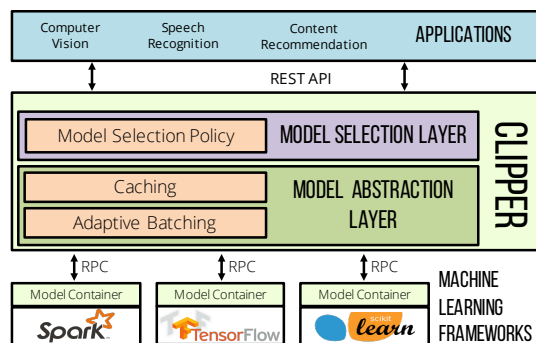 Computer Vision
Speech Recognition
Content Recommendation
APPLICATIONS
REST API
Model Selection Policy
MODEL SELECTION LAYER
Caching
Adaptive Batching
MODEL ABSTRACTION LAYER
CLIPPER
RPC
RPC
RPC
Model Container
Spark
Model Container
TensorFlow
Model Container
scikit
learn
MACHINE
LEARNING
FRAMEWORKS